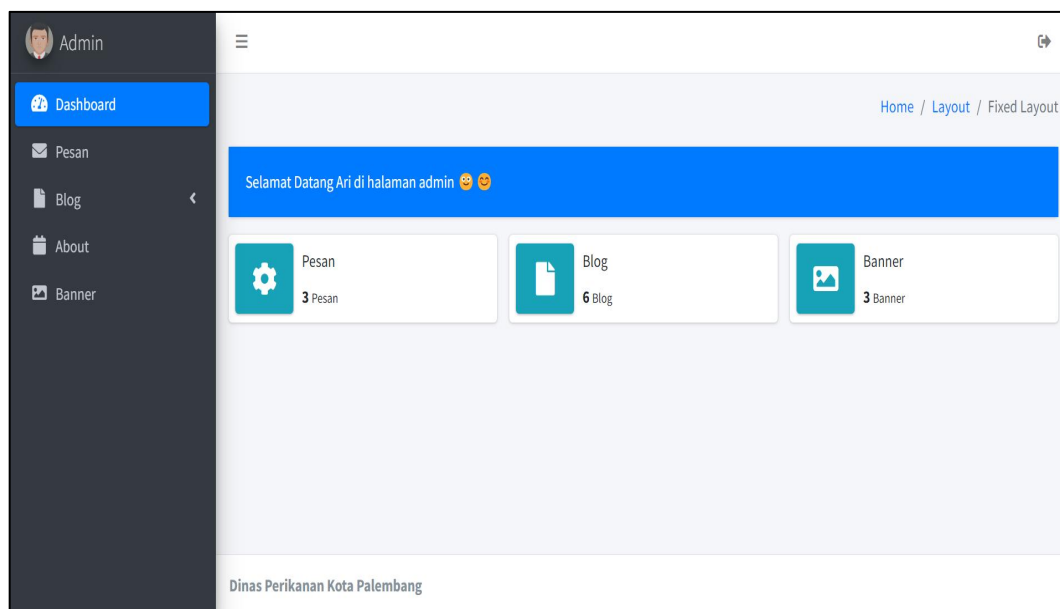 Admin
Dashboard
Pesan
Blog
About
Banner
Home / Layout / Fixed Layout
Selamat Datang Ari di halaman admin 🙂 😊
Pesan
3 Pesan
Blog
6 Blog
Banner
3 Banner
Dinas Perikanan Kota Palembang